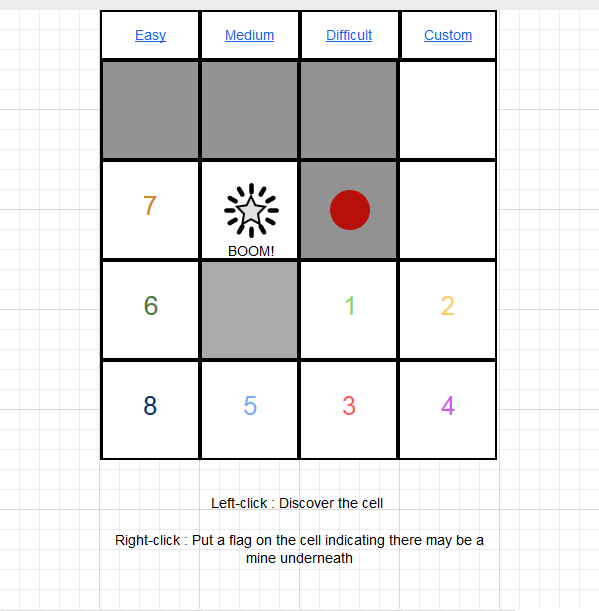 Easy Medium Difficult Custom
7
BOOM!
6 1 2
8 5 3 4
Left-click : Discover the cell
Right-click : Put a flag on the cell indicating there may be a
mine underneath